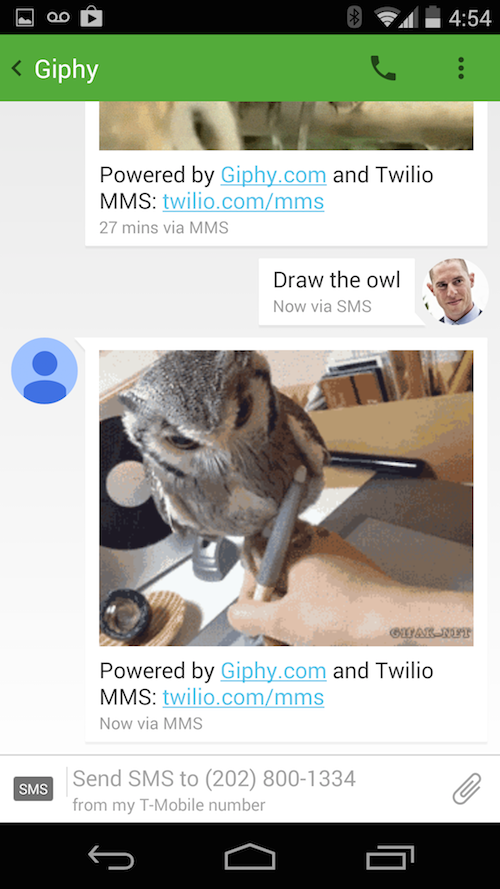 4:54
Giphy
Powered by Giphy.com and Twilio
MMS: twilio.com/mms
27 mins via MMS
Draw the owl
Now via SMS
GIFAK-NET
Powered by Giphy.com and Twilio
MMS: twilio.com/mms
Now via MMS
SMS
Send SMS to (202) 800-1334
from my T-Mobile number